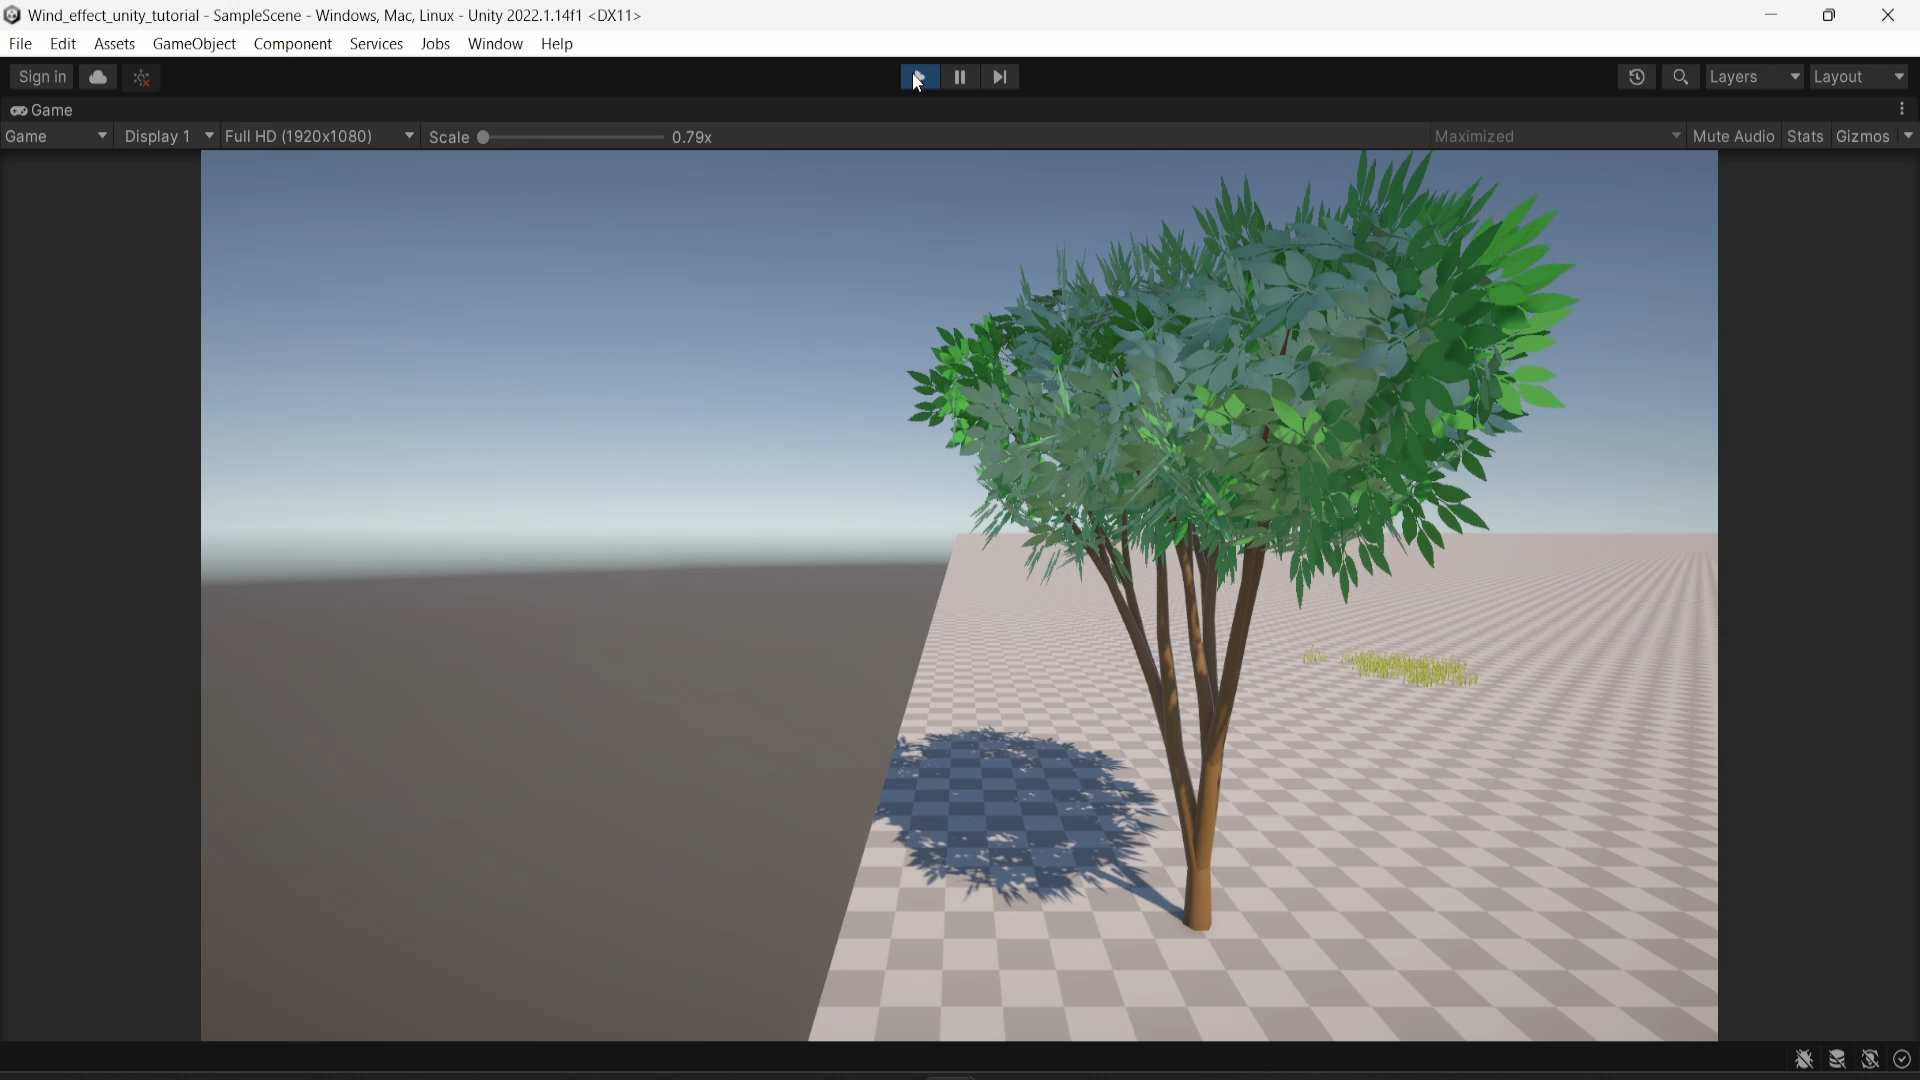 Wind_effect_unity_tutorial - SampleScene - Windows, Mac, Linux - Unity 2022.1.14f1 <DX11>
File Edit Assets GameObject Component Services Jobs Window Help
Sign in Layers Layout
Game
Game Display 1 Full HD (1920x1080) Scale 0.79x Maximized Mute Audio Stats Gizmos